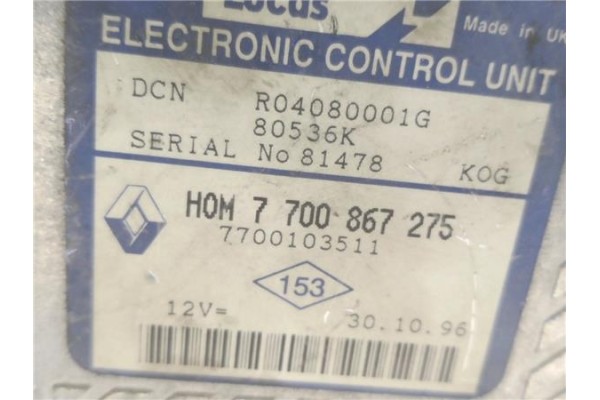 Lucas
Made in UK
ELECTRONIC CONTROL UNIT
DCN R04080001G
80536K
SERIAL No 81478 KOG
HOM 7 700 867 275
7700103511
153
12V= 30.10.96